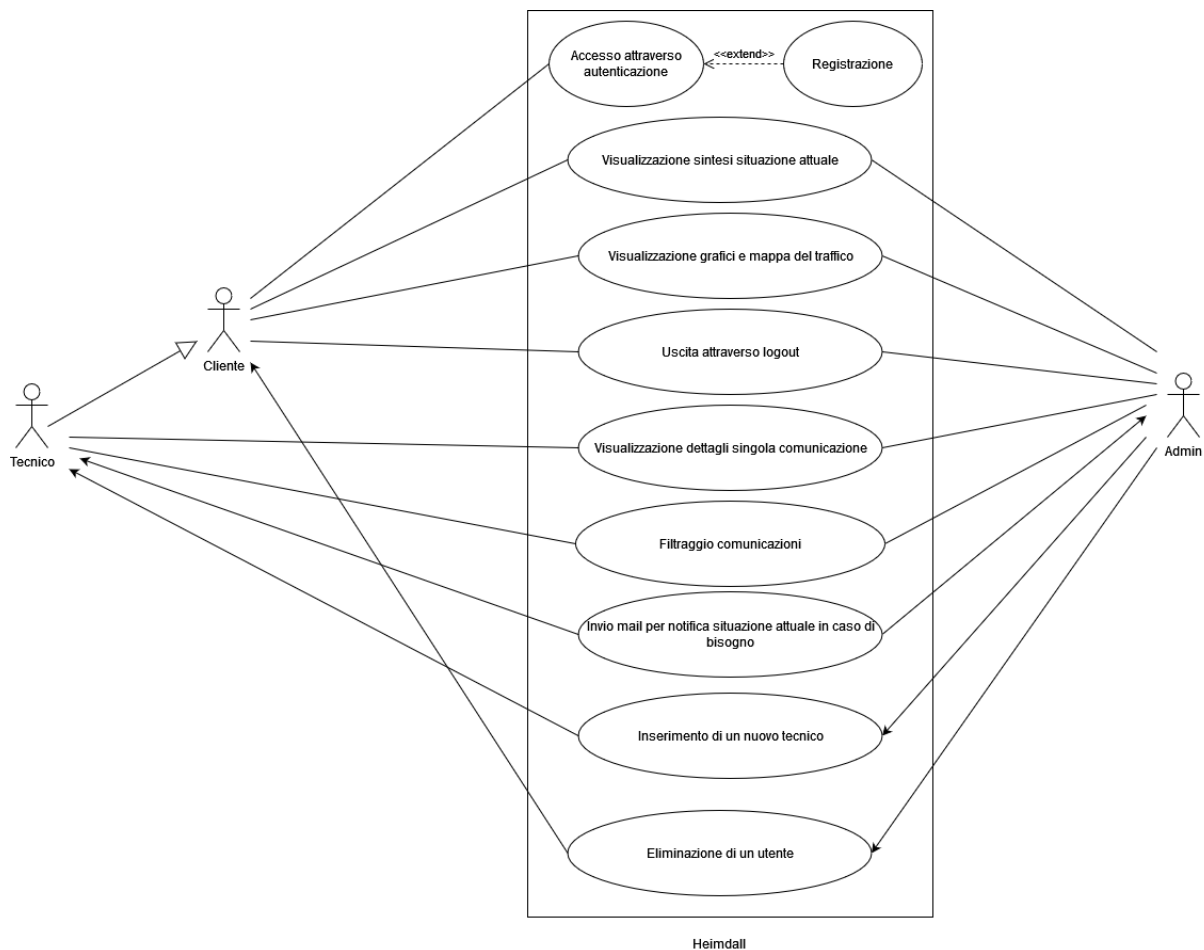 Accesso attraverso
autenticazione
<<extend>>
Registrazione
Visualizzazione sintesi situazione attuale
Visualizzazione grafici e mappa del traffico
Uscita attraverso logout
Cliente
Visualizzazione dettagli singola comunicazione
Tecnico
Admin
Filtraggio comunicazioni
Invio mail per notifica situazione attuale in caso di
bisogno
Inserimento di un nuovo tecnico
Eliminazione di un utente
Heimdall